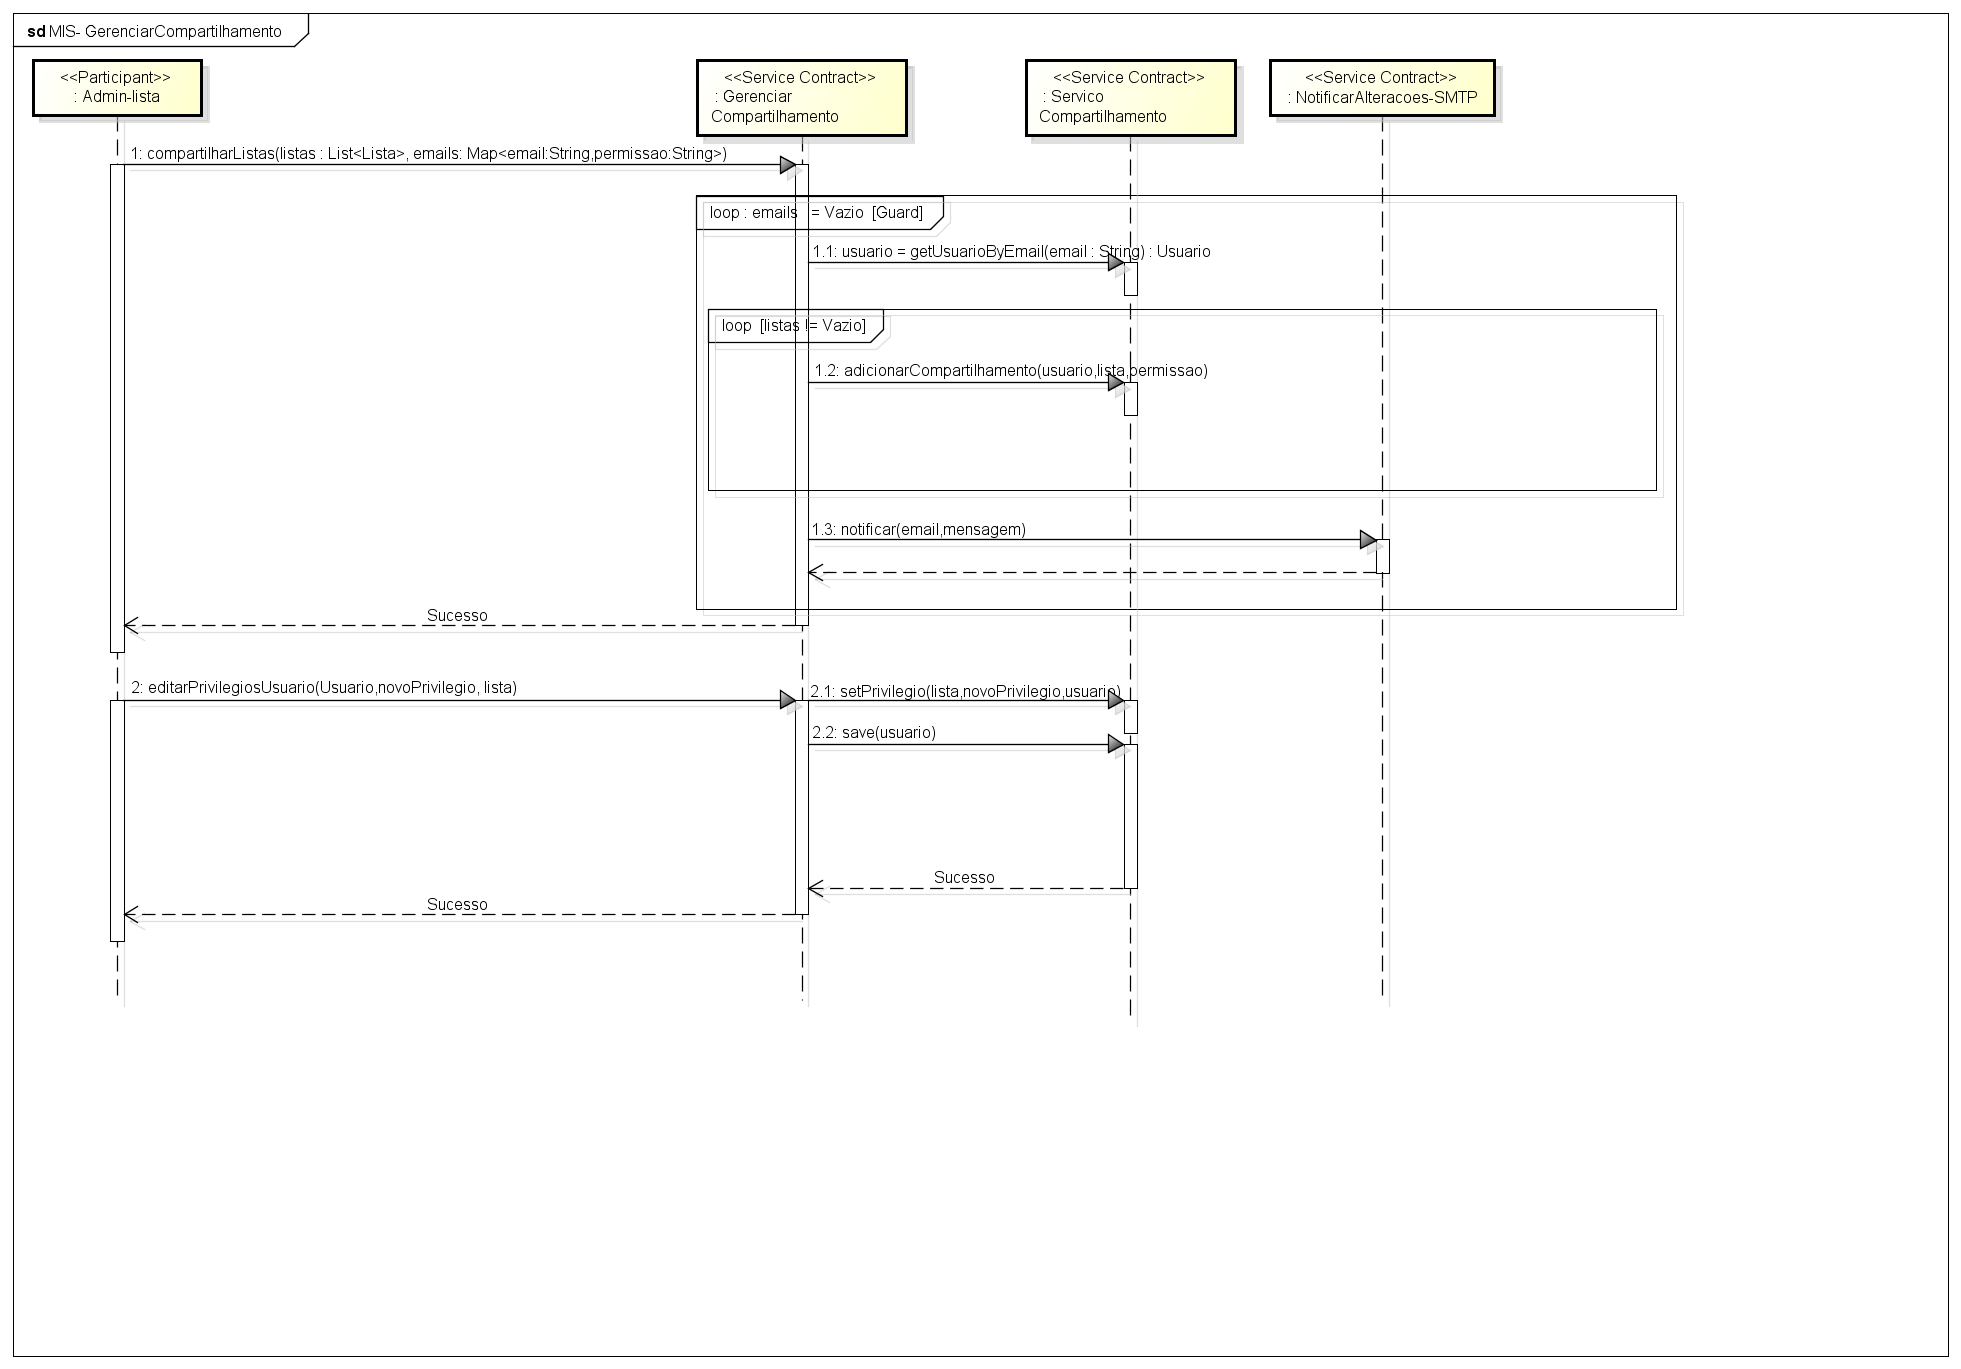 sd MIS- GerenciarCompartilhamento
<<Participant>>
: Admin-lista
<<Service Contract>>
: Gerenciar
Compartilhamento
<<Service Contract>>
: Servico
Compartilhamento
<<Service Contract>>
: NotificarAlteracoes-SMTP
1: compartilharListas(listas : List<Lista>, emails: Map<email:String,permissao:String>)
loop : emails = Vazio [Guard]
1.1: usuario = getUsuarioByEmail(email : String) : Usuario
loop [listas != Vazio]
1.2: adicionarCompartilhamento(usuario,lista,permissao)
1.3: notificar(email,mensagem)
Sucesso
2: editarPrivilegiosUsuario(Usuario,novoPrivilegio, lista)
2.1: setPrivilegio(lista,novoPrivilegio,usuario)
2.2: save(usuario)
Sucesso
Sucesso